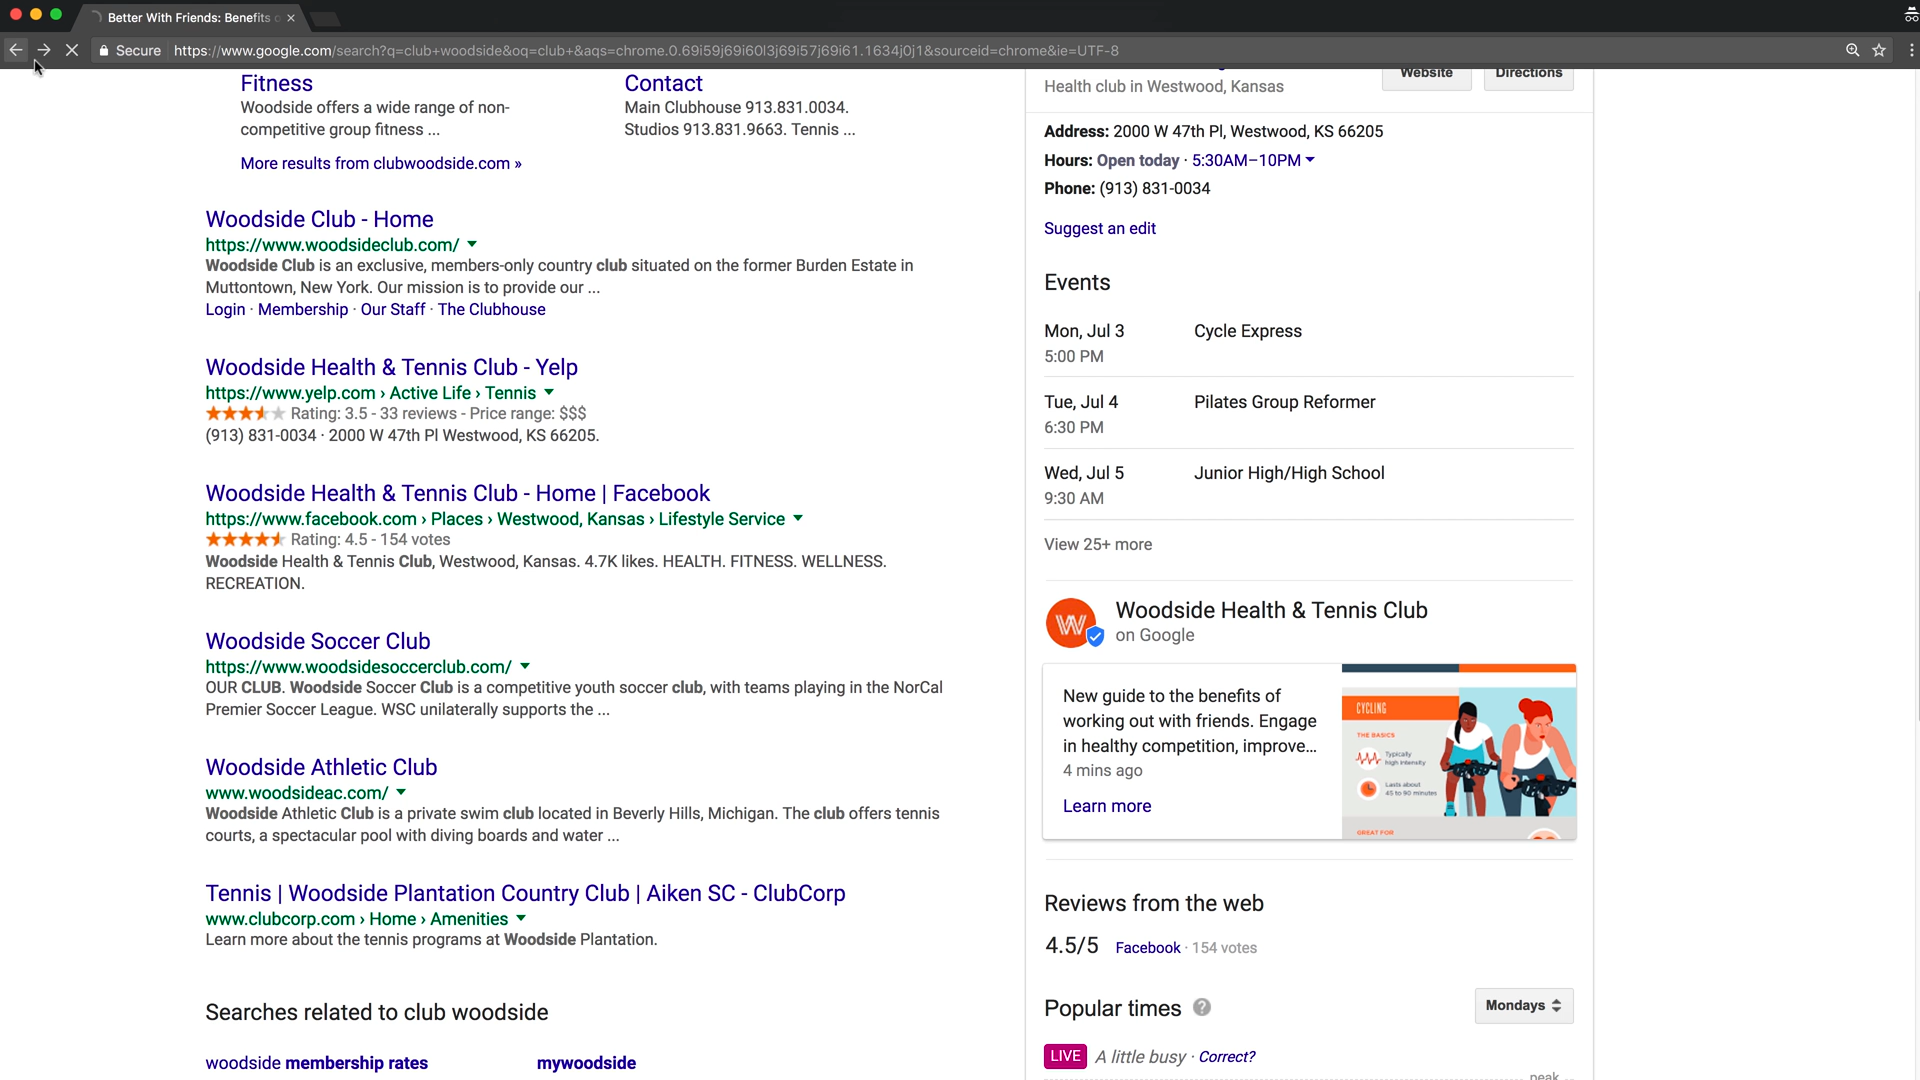 Better With Friends: Benefits o
Secure https://www.google.com/search?q=club+woodside&oq=club+&aqs=chrome.0.69i59j69i60l3j69i57j69i61.1634j0j1&sourceid=chrome&ie=UTF-8
Fitness
Woodside offers a wide range of non-
competitive group fitness ...
Contact
Main Clubhouse 913.831.0034.
Studios 913.831.9663. Tennis ...
More results from clubwoodside.com »
Woodside Club - Home
https://www.woodsideclub.com/
Woodside Club is an exclusive, members-only country club situated on the former Burden Estate in
Muttontown, New York. Our mission is to provide our ...
Login · Membership · Our Staff · The Clubhouse
Woodside Health & Tennis Club - Yelp
https://www.yelp.com › Active Life › Tennis
Rating: 3.5 - 33 reviews - Price range: $$$
(913) 831-0034 · 2000 W 47th Pl Westwood, KS 66205.
Woodside Health & Tennis Club - Home | Facebook
https://www.facebook.com › Places › Westwood, Kansas › Lifestyle Service
Rating: 4.5 - 154 votes
Woodside Health & Tennis Club, Westwood, Kansas. 4.7K likes. HEALTH. FITNESS. WELLNESS.
RECREATION.
Woodside Soccer Club
https://www.woodsidesoccerclub.com/
OUR CLUB. Woodside Soccer Club is a competitive youth soccer club, with teams playing in the NorCal
Premier Soccer League. WSC unilaterally supports the ...
Woodside Athletic Club
www.woodsideac.com/
Woodside Athletic Club is a private swim club located in Beverly Hills, Michigan. The club offers tennis
courts, a spectacular pool with diving boards and water ...
Tennis | Woodside Plantation Country Club | Aiken SC - ClubCorp
www.clubcorp.com › Home › Amenities
Learn more about the tennis programs at Woodside Plantation.
Searches related to club woodside
woodside membership rates
mywoodside
Health club in Westwood, Kansas
Website
Directions
Address: 2000 W 47th Pl, Westwood, KS 66205
Hours: Open today · 5:30AM–10PM
Phone: (913) 831-0034
Suggest an edit
Events
Mon, Jul 3 Cycle Express
5:00 PM
Tue, Jul 4 Pilates Group Reformer
6:30 PM
Wed, Jul 5 Junior High/High School
9:30 AM
View 25+ more
W
Woodside Health & Tennis Club
on Google
New guide to the benefits of
working out with friends. Engage
in healthy competition, improve...
4 mins ago
Learn more
CYCLING
THE BASICS
Typically
high intensity
Lasts about
45 to 90 minutes
GREAT FOR
Reviews from the web
4.5/5 Facebook · 154 votes
Popular times ?
Mondays
LIVE A little busy · Correct?
peak